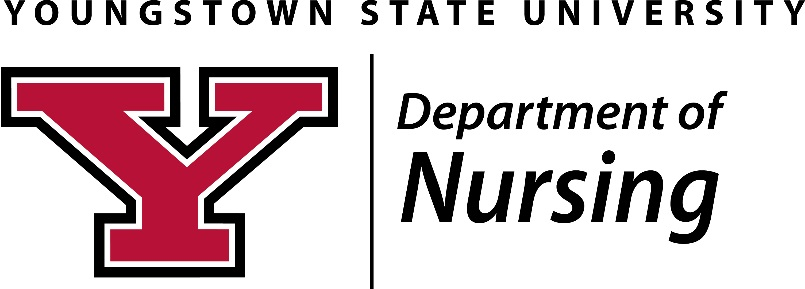 YOUNGSTOWN STATE UNIVERSITY
Y
Department of
Nursing